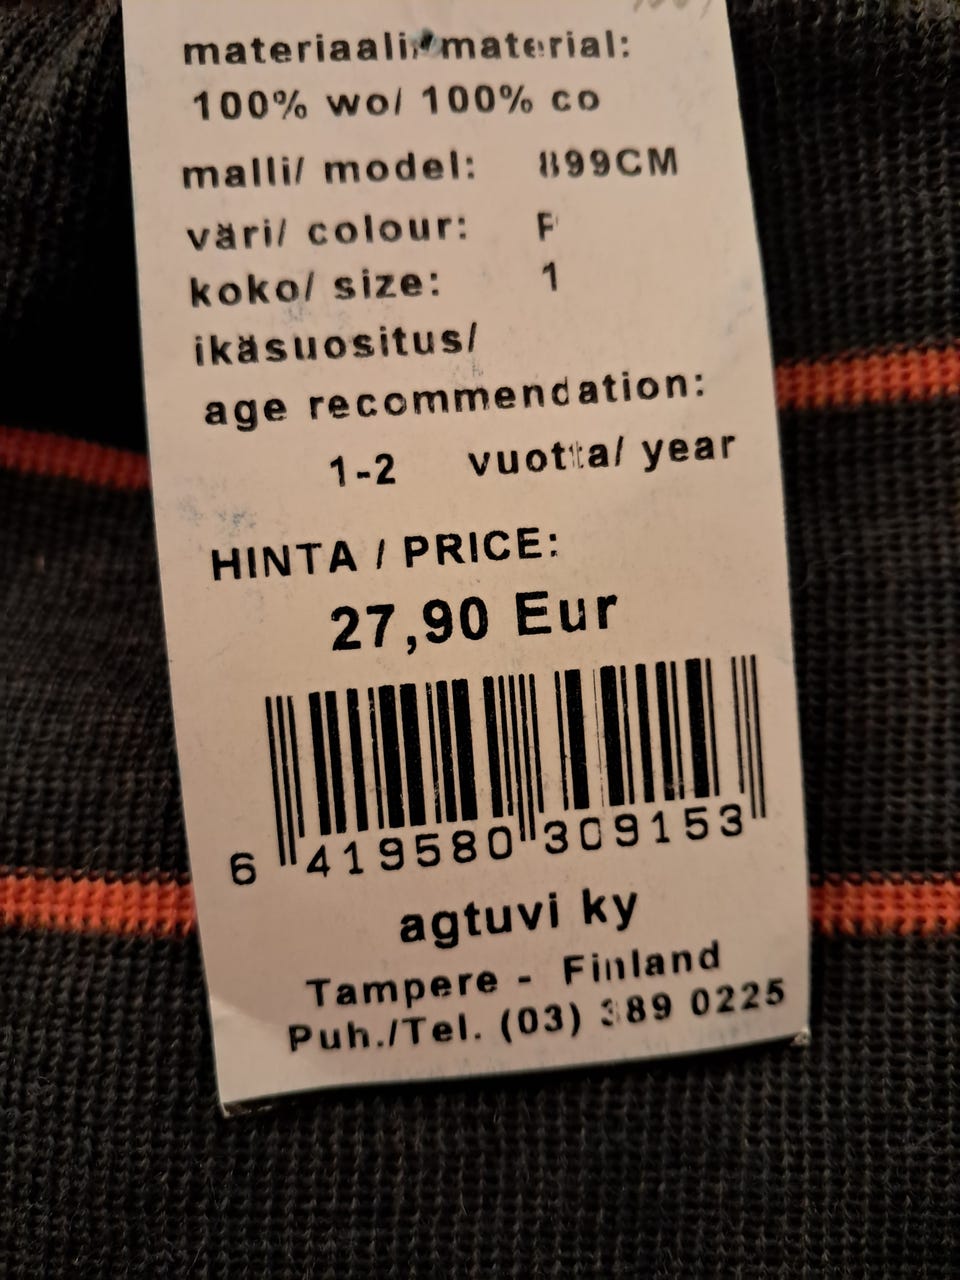 materiaali/ material:
100% wo/ 100% co
malli/ model: 899CM
väri/ colour:
koko/ size: 1
ikäsuositus/
age recommendation:
1-2 vuotta/ year
HINTA / PRICE:
27,90 Eur
6 419580 309153
agtuvi ky
Tampere - Finland
Puh./Tel. (03) 389 0225